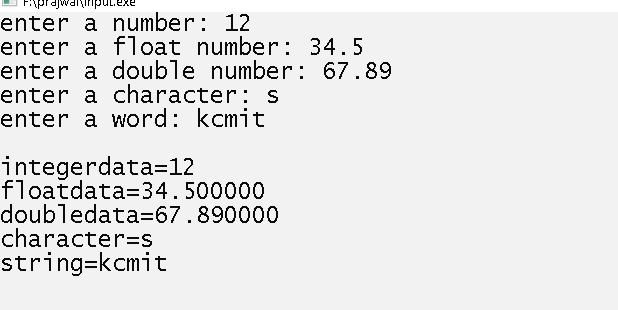 F:\prajwal\input.exe
enter a number: 12
enter a float number: 34.5
enter a double number: 67.89
enter a character: s
enter a word: kcmit
integerdata=12
floatdata=34.500000
doubledata=67.890000
character=s
string=kcmit